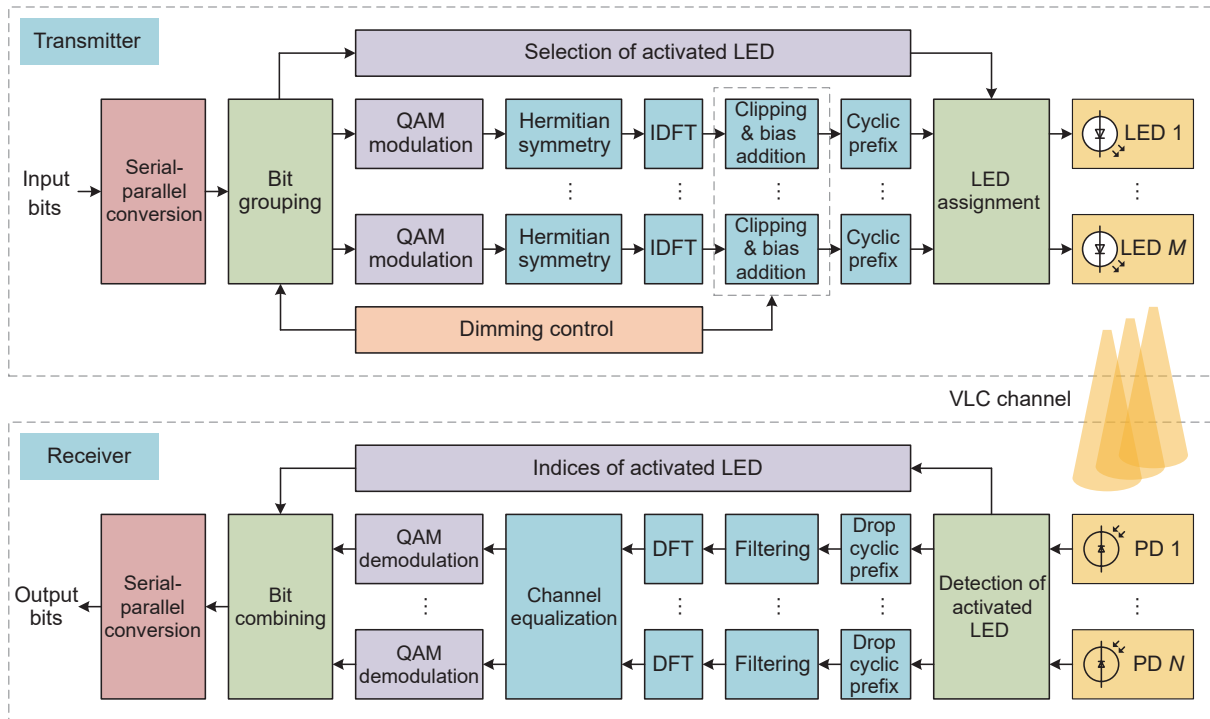 Transmitter
Selection of activated LED
Input
bits
Serial-
parallel
conversion
Bit
grouping
QAM
modulation
Hermitian
symmetry
IDFT
Clipping
& bias
addition
Cyclic
prefix
LED
assignment
LED 1
QAM
modulation
Hermitian
symmetry
IDFT
Clipping
& bias
addition
Cyclic
prefix
LED M
Dimming control
VLC channel
Receiver
Indices of activated LED
Output
bits
Serial-
parallel
conversion
Bit
combining
QAM
demodulation
Channel
equalization
DFT
Filtering
Drop
cyclic
prefix
Detection of
activated
LED
PD 1
QAM
demodulation
DFT
Filtering
Drop
cyclic
prefix
PD N